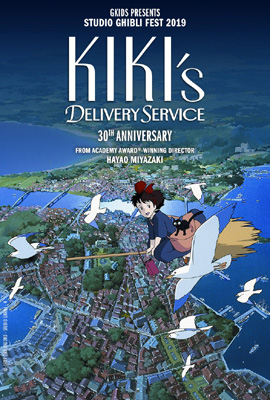 GKIDS PRESENTS
STUDIO GHIBLI FEST 2019
KIKI's
DELIVERY SERVICE
30TH ANNIVERSARY
FROM ACADEMY AWARD®-WINNING DIRECTOR
HAYAO MIYAZAKI